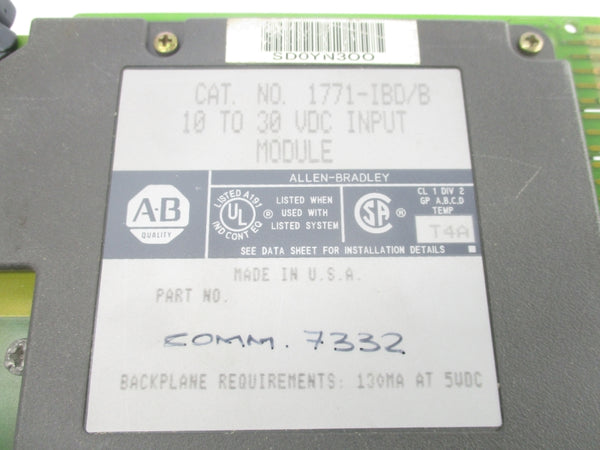 SD0YN300
CAT. NO. 1771-IBD/B
10 TO 30 VDC INPUT
MODULE
ALLEN-BRADLEY
A-B
QUALITY
LISTED A191
UL
IND CONT EQ
®
LISTED WHEN
USED WITH
LISTED SYSTEM
SA
®
CL 1 DIV 2
GP A,B,C,D
TEMP
T4A
SEE DATA SHEET FOR INSTALLATION DETAILS
MADE IN U.S.A.
PART NO.
COMM. 7332
BACKPLANE REQUIREMENTS: 130MA AT 5VDC